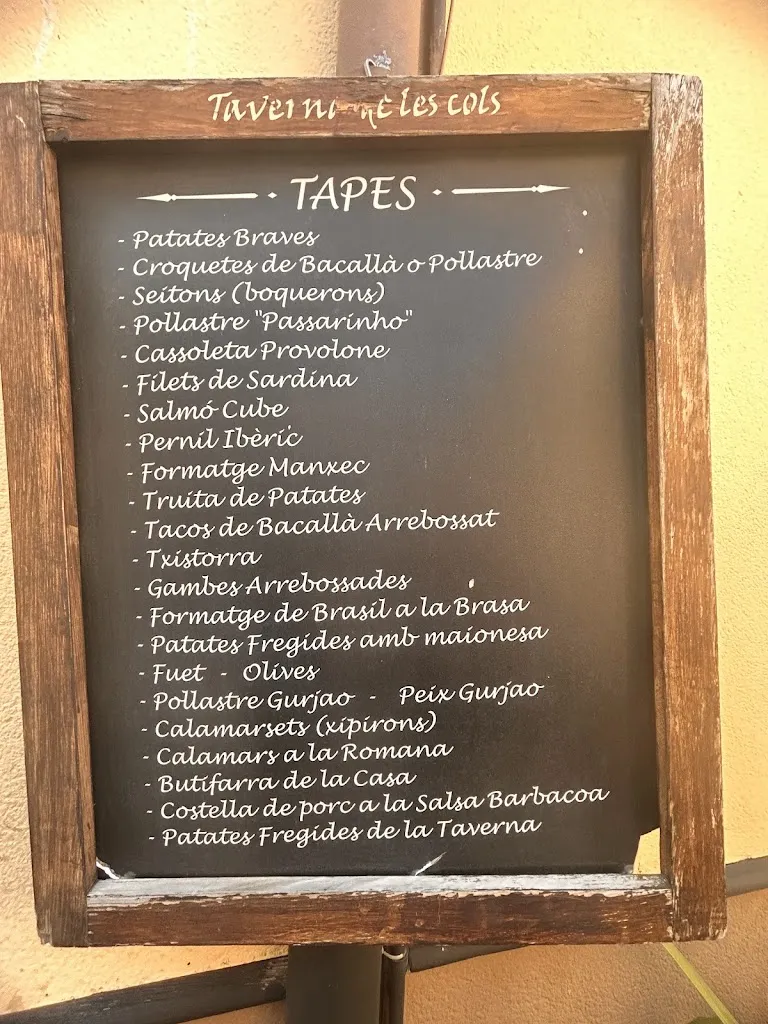 les cols
TAPES
- Patates Braves
- Croquetes de Bacallà o Pollastre
- Seitons (boquerons)
- Pollastre "Passarinho"
- Cassoleta Provolone
- Filets de Sardina
- Salmó Cube
- Pernil Ibèric
- Formatge Manxec
- Truita de Patates
- Tacos de Bacallà Arrebossat
- Txistorra
- Gambes Arrebossades
- Formatge de Brasil a la Brasa
- Patates Fregides amb maionesa
- Fuet - Olives
- Pollastre Gurjao - Peix Gurjao
- Calamarsets (xipirons)
- Calamars a la Romana
- Butifarra de la Casa
- Costella de porc a la Salsa Barbacoa
- Patates Fregides de la Taverna